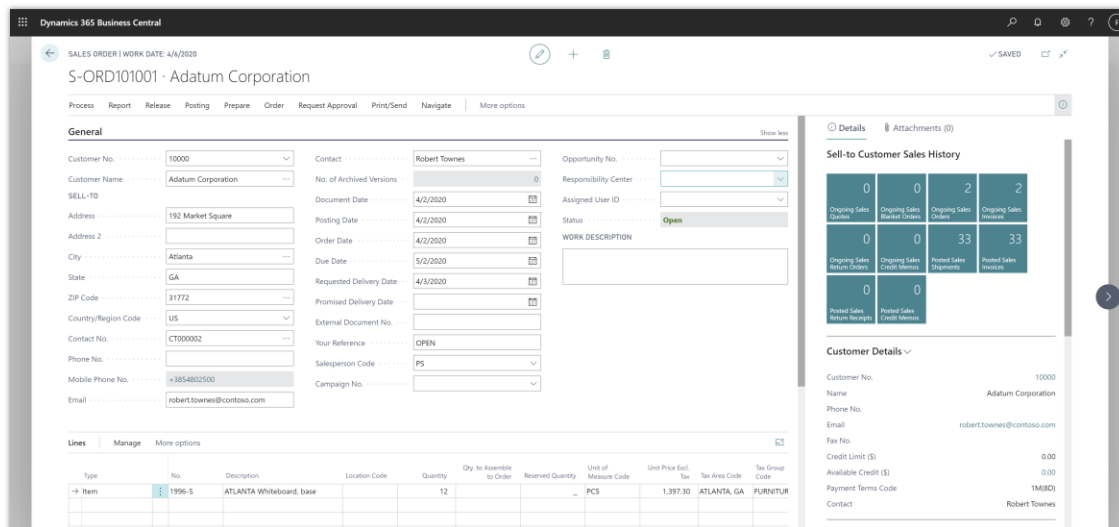 Dynamics 365 Business Central
SALES ORDER | WORK DATE: 4/6/2020
SAVED
S-ORD101001 · Adatum Corporation
Process Report Release Posting Prepare Order Request Approval Print/Send Navigate More options
General
Show less
Customer No. 10000
Customer Name Adatum Corporation
SELL-TO
Address 192 Market Square
Address 2
City Atlanta
State GA
ZIP Code 31772
Country/Region Code US
Contact No. CT000002
Phone No.
Mobile Phone No. +3854802500
Email robert.townes@contoso.com
Contact Robert Townes
No. of Archived Versions 0
Document Date 4/2/2020
Posting Date 4/2/2020
Order Date 4/2/2020
Due Date 5/2/2020
Requested Delivery Date 4/3/2020
Promised Delivery Date
External Document No.
Your Reference OPEN
Salesperson Code PS
Campaign No.
Opportunity No.
Responsibility Center
Assigned User ID
Status Open
WORK DESCRIPTION
Lines Manage More options
Type No. Description Location Code Quantity Qty. to Assemble to Order Reserved Quantity Unit of Measure Code Unit Price Excl. Tax Tax Area Code Tax Group Code
Item 1996-S ATLANTA Whiteboard, base 12 _ PCS 1,397.30 ATLANTA, GA FURNITUR
Details Attachments (0)
Sell-to Customer Sales History
0 Ongoing Sales Quotes
0 Ongoing Sales Blanket Orders
2 Ongoing Sales Orders
2 Ongoing Sales Invoices
0 Ongoing Sales Return Orders
0 Ongoing Sales Credit Memos
33 Posted Sales Shipments
33 Posted Sales Invoices
0 Posted Sales Return Receipts
0 Posted Sales Credit Memos
Customer Details
Customer No. 10000
Name Adatum Corporation
Phone No.
Email robert.townes@contoso.com
Fax No.
Credit Limit ($) 0.00
Available Credit ($) 0.00
Payment Terms Code 1M(8D)
Contact Robert Townes